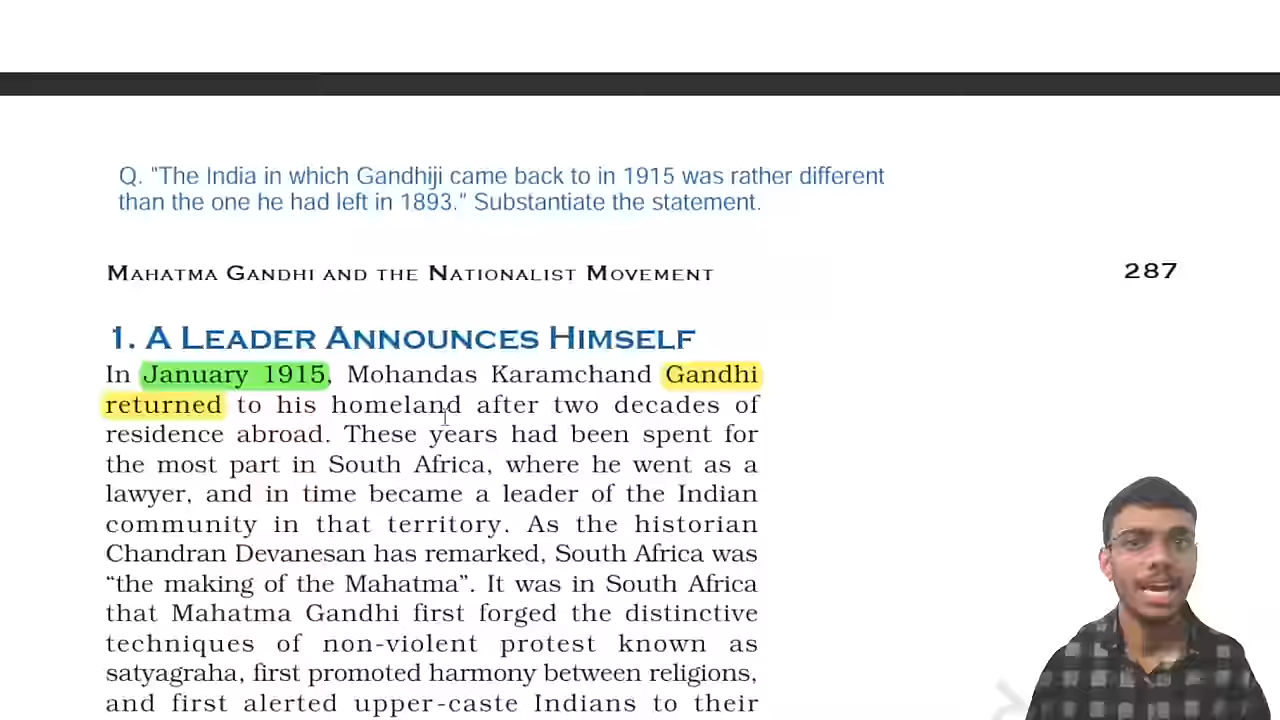 Q. "The India in which Gandhiji came back to in 1915 was rather different
than the one he had left in 1893." Substantiate the statement.
MAHATMA GANDHI AND THE NATIONALIST MOVEMENT 287
1. A LEADER ANNOUNCES HIMSELF
In January 1915, Mohandas Karamchand Gandhi
returned to his homeland after two decades of
residence abroad. These years had been spent for
the most part in South Africa, where he went as a
lawyer, and in time became a leader of the Indian
community in that territory. As the historian
Chandran Devanesan has remarked, South Africa was
“the making of the Mahatma”. It was in South Africa
that Mahatma Gandhi first forged the distinctive
techniques of non-violent protest known as
satyagraha, first promoted harmony between religions,
and first alerted upper-caste Indians to their